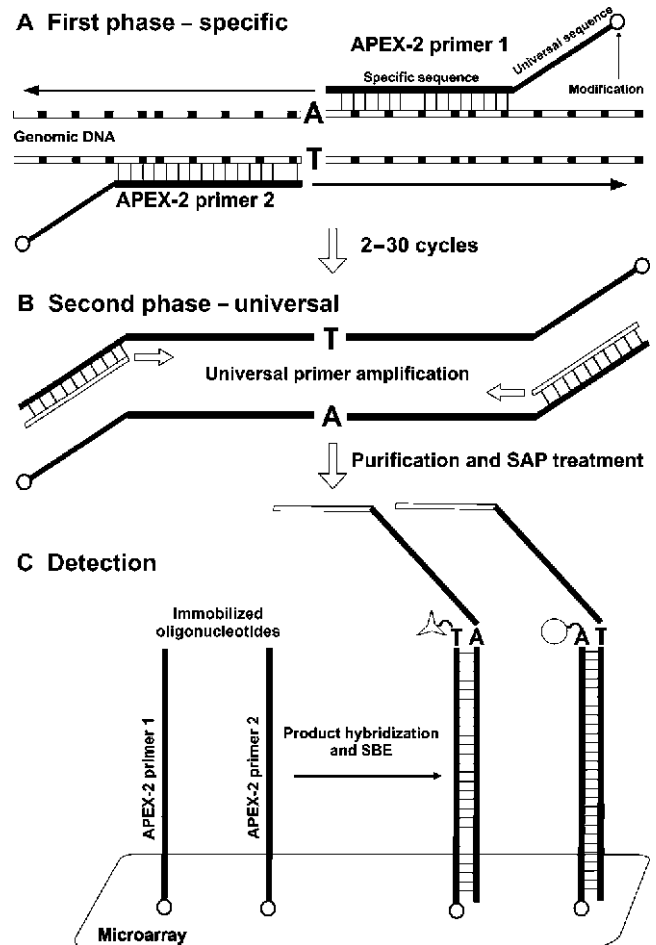 A First phase – specific
APEX-2 primer 1
Universal sequence
Specific sequence
Modification
A
Genomic DNA
T
APEX-2 primer 2
2–30 cycles
B Second phase – universal
T
Universal primer amplification
A
Purification and SAP treatment
C Detection
Immobilized
oligonucleotides
T A
A T
APEX-2 primer 1
APEX-2 primer 2
Product hybridization
and SBE
Microarray